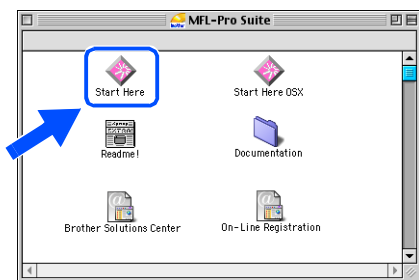 MFL-Pro Suite
Start Here
Start Here OSX
Readme!
Documentation
Brother Solutions Center
On-Line Registration